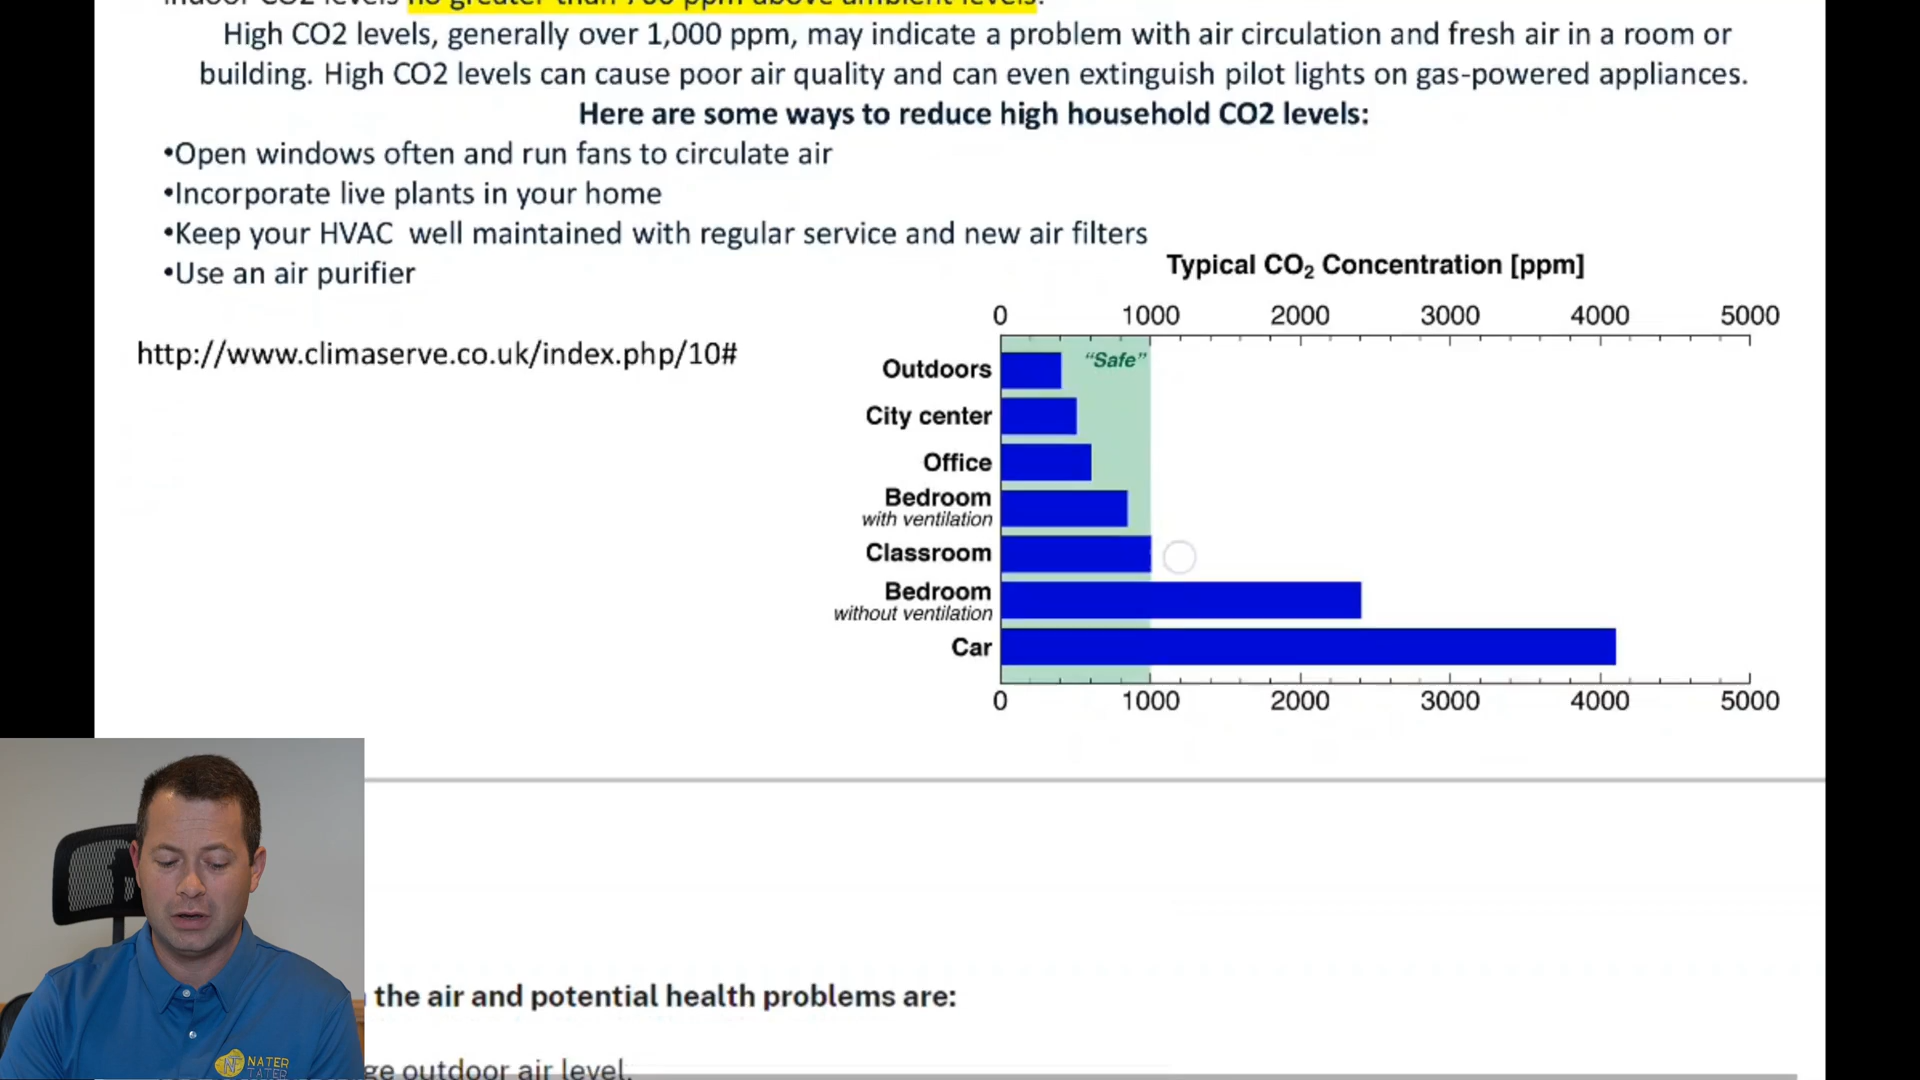 indoor CO2 levels no greater than 700 ppm above ambient levels.
High CO2 levels, generally over 1,000 ppm, may indicate a problem with air circulation and fresh air in a room or
building. High CO2 levels can cause poor air quality and can even extinguish pilot lights on gas-powered appliances.
Here are some ways to reduce high household CO2 levels:
•Open windows often and run fans to circulate air
•Incorporate live plants in your home
•Keep your HVAC  well maintained with regular service and new air filters
•Use an air purifier
http://www.climaserve.co.uk/index.php/10#
Typical CO₂ Concentration [ppm]
0 1000 2000 3000 4000 5000
"Safe"
Outdoors
City center
Office
Bedroom
with ventilation
Classroom
Bedroom
without ventilation
Car
0 1000 2000 3000 4000 5000
the air and potential health problems are:
outdoor air level.
NT NATER
TATER